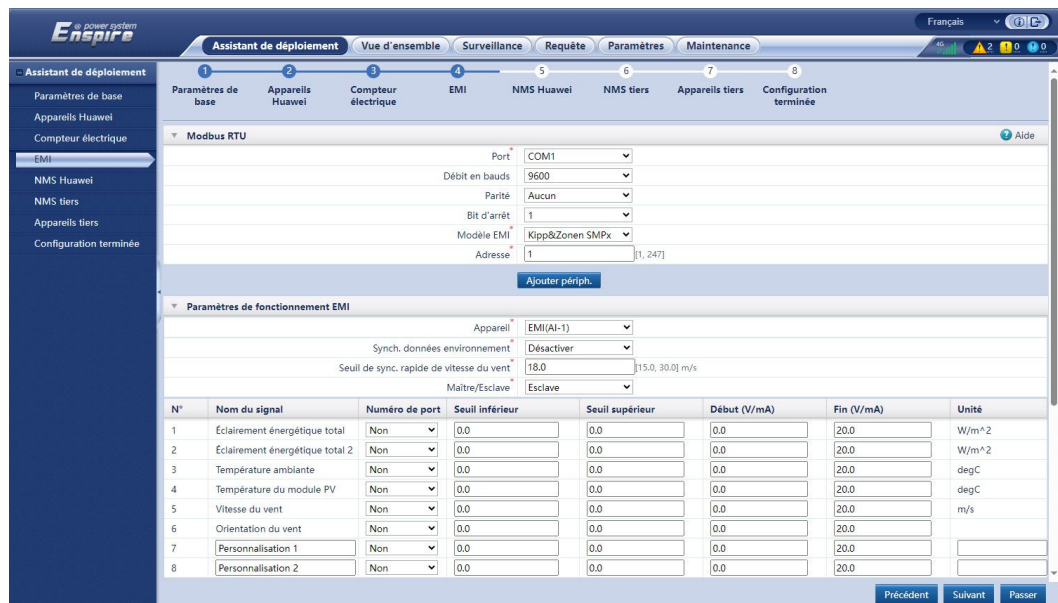 e power system
Enspire
Français
Assistant de déploiement Vue d'ensemble Surveillance Requête Paramètres Maintenance
4G 2 0 0
Assistant de déploiement
Paramètres de base
Appareils Huawei
Compteur électrique
EMI
NMS Huawei
NMS tiers
Appareils tiers
Configuration terminée
1 2 3 4 5 6 7 8
Paramètres de base
Appareils Huawei
Compteur électrique
EMI
NMS Huawei
NMS tiers
Appareils tiers
Configuration terminée
Modbus RTU
Aide
Port * COM1
Débit en bauds 9600
Parité Aucun
Bit d'arrêt 1
Modèle EMI * Kipp&Zonen SMPx
Adresse * 1 [1, 247]
Ajouter périph.
Paramètres de fonctionnement EMI
Appareil * EMI(AI-1)
Synch. données environnement * Désactiver
Seuil de sync. rapide de vitesse du vent * 18.0 [15.0, 30.0] m/s
Maître/Esclave * Esclave
N° Nom du signal Numéro de port Seuil inférieur Seuil supérieur Début (V/mA) Fin (V/mA) Unité
1 Éclairement énergétique total Non 0.0 0.0 0.0 20.0 W/m^2
2 Éclairement énergétique total 2 Non 0.0 0.0 0.0 20.0 W/m^2
3 Température ambiante Non 0.0 0.0 0.0 20.0 degC
4 Température du module PV Non 0.0 0.0 0.0 20.0 degC
5 Vitesse du vent Non 0.0 0.0 0.0 20.0 m/s
6 Orientation du vent Non 0.0 0.0 0.0 20.0
7 Personnalisation 1 Non 0.0 0.0 0.0 20.0
8 Personnalisation 2 Non 0.0 0.0 0.0 20.0
Précédent Suivant Passer